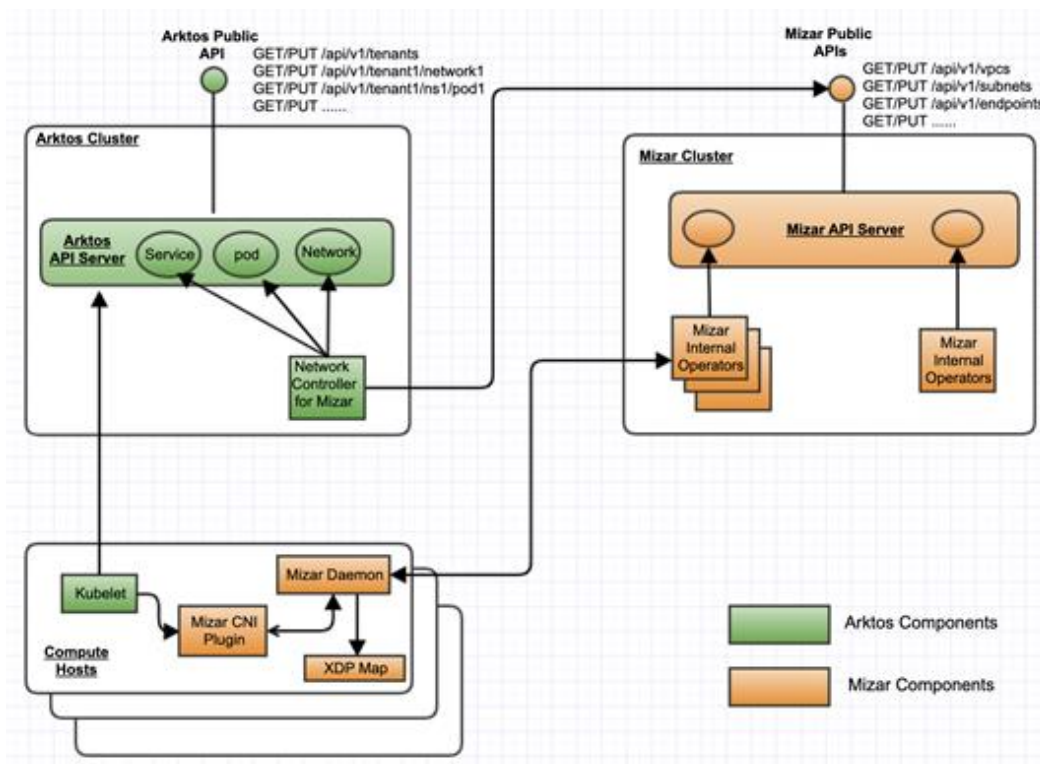 Arktos Public
API
GET/PUT /api/v1/tenants
GET/PUT /api/v1/tenant1/network1
GET/PUT /api/v1/tenant1/ns1/pod1
GET/PUT ......
Mizar Public
APIs
GET/PUT /api/v1/vpcs
GET/PUT /api/v1/subnets
GET/PUT /api/v1/endpoints
GET/PUT ......
Arktos Cluster
Arktos
API Server
Service
pod
Network
Network
Controller
for Mizar
Mizar Cluster
Mizar API Server
Mizar
Internal
Operators
Mizar
Internal
Operators
Kubelet
Mizar CNI
Plugin
Mizar Daemon
XDP Map
Compute
Hosts
Arktos Components
Mizar Components